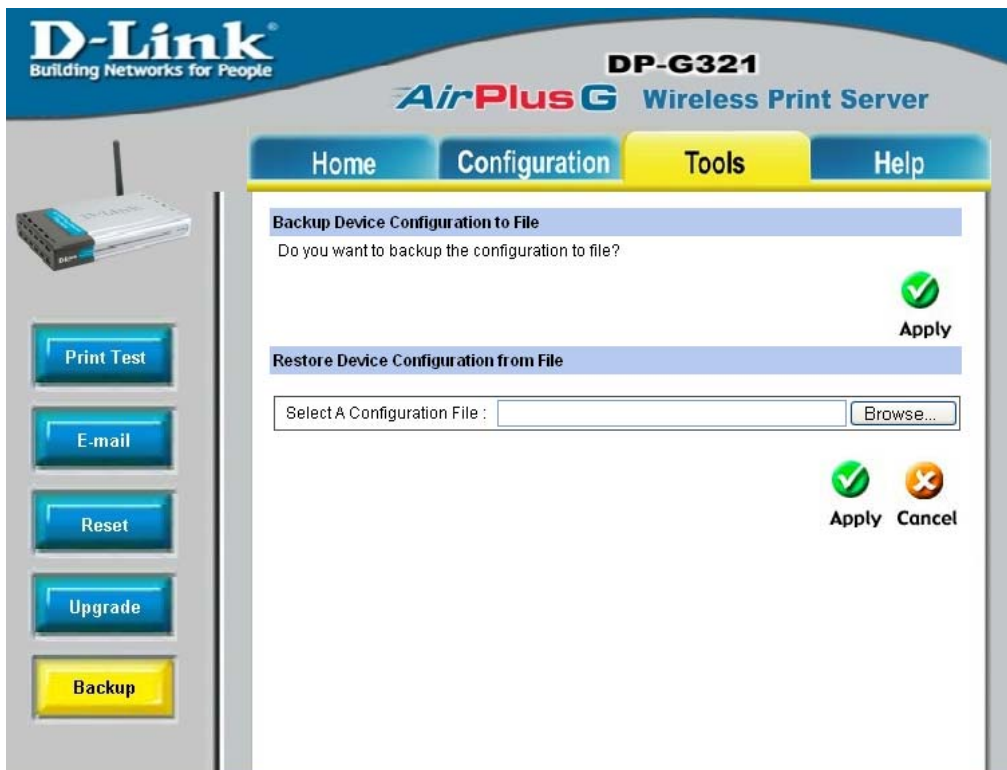 D-Link
Building Networks for People
DP-G321
AirPlus G Wireless Print Server
Home Configuration Tools Help
D-Link
Backup Device Configuration to File
Do you want to backup the configuration to file?
Apply
Restore Device Configuration from File
Select A Configuration File : Browse...
Apply Cancel
Print Test
E-mail
Reset
Upgrade
Backup